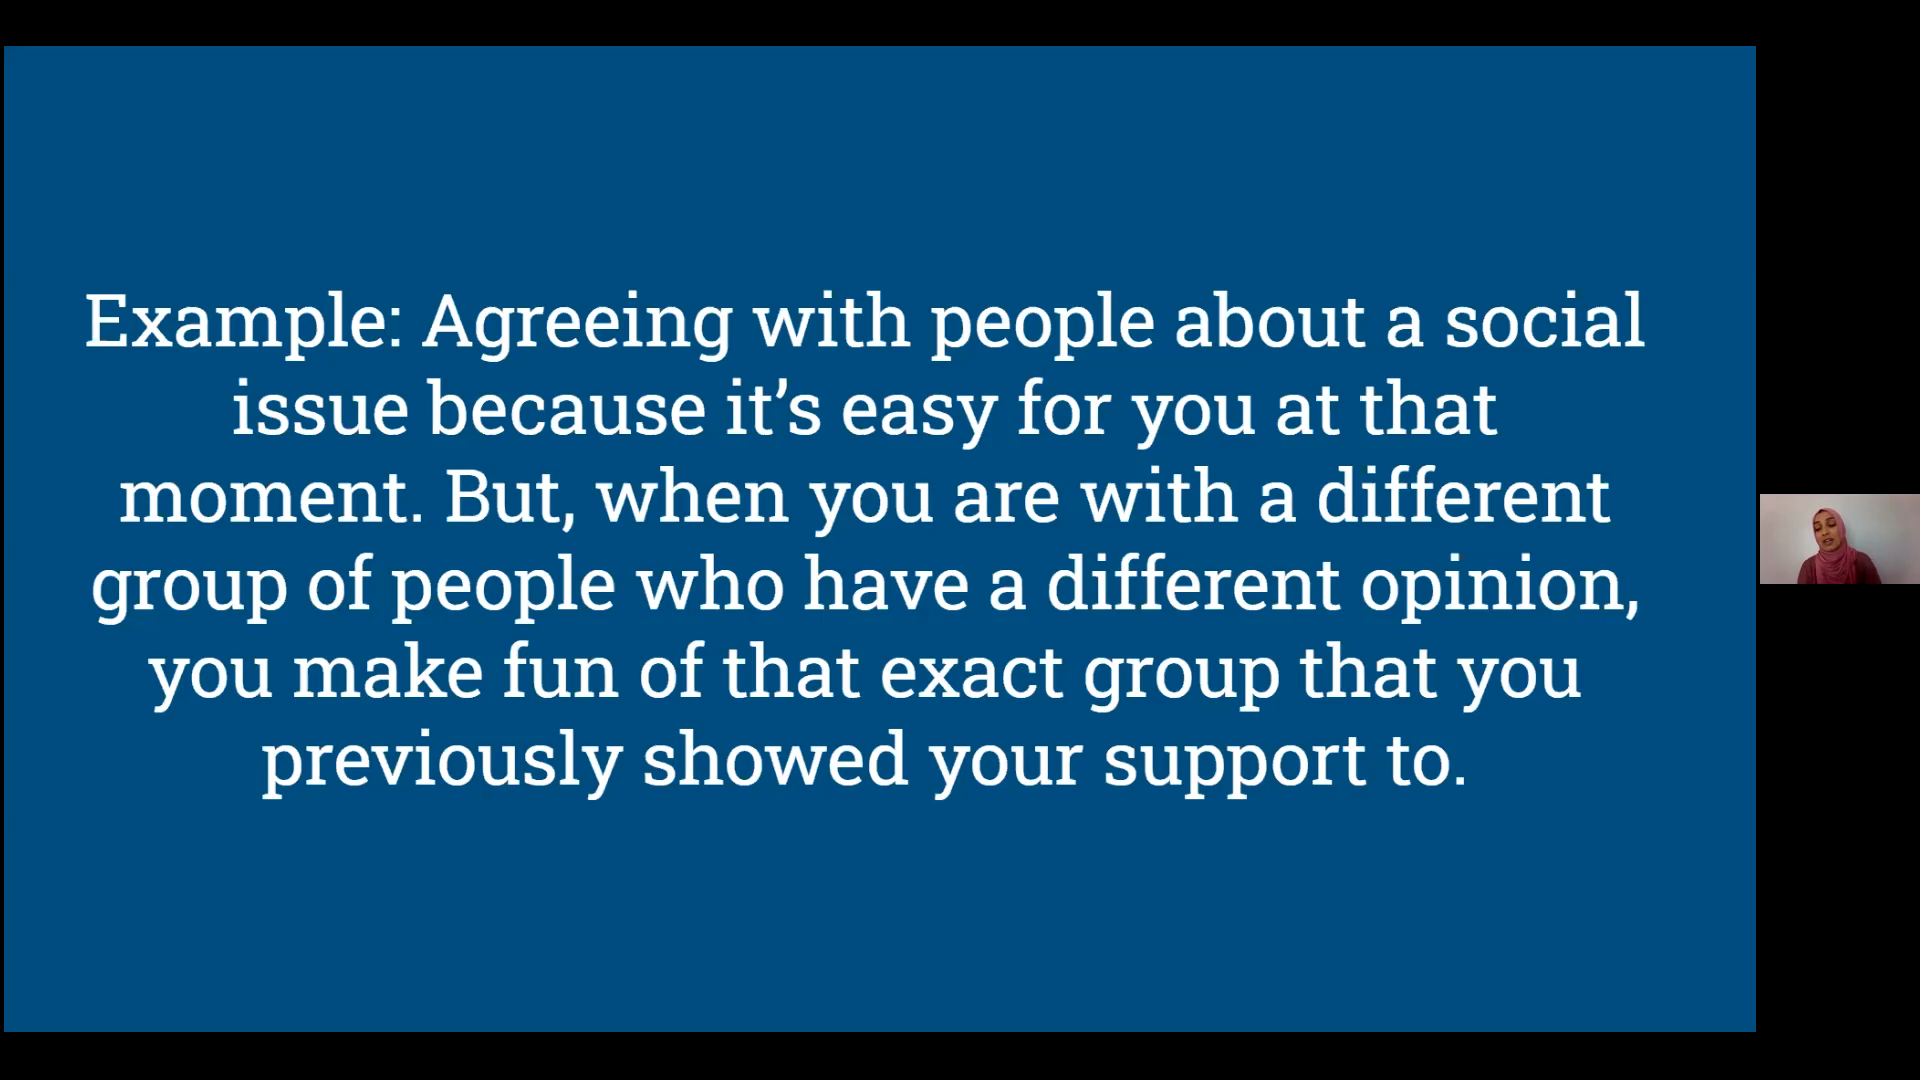 Example: Agreeing with people about a social
issue because it’s easy for you at that
moment. But, when you are with a different
group of people who have a different opinion,
you make fun of that exact group that you
previously showed your support to.